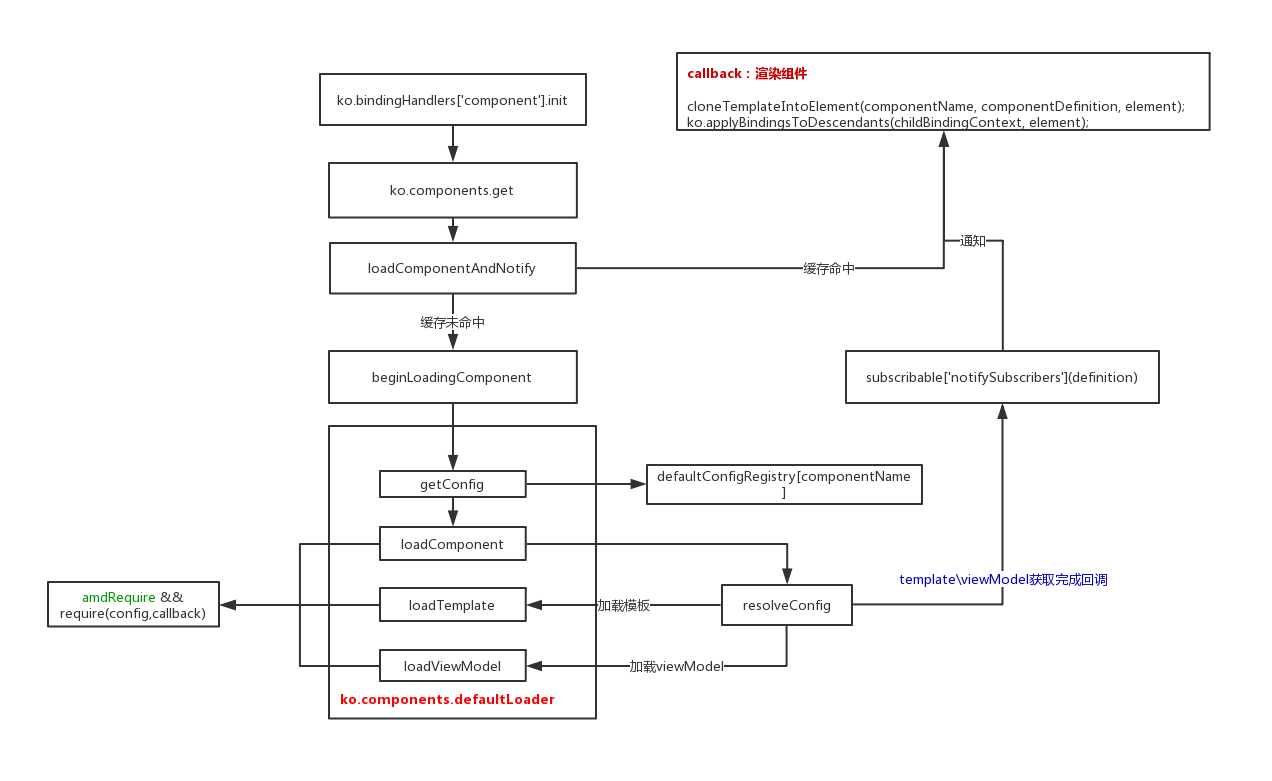 callback：渲染组件
ko.bindingHandlers['component'].init
cloneTemplateIntoElement(componentName, componentDefinition, element);
ko.applyBindingsToDescendants(childBindingContext, element);
ko.components.get
通知
loadComponentAndNotify
缓存命中
缓存未命中
beginLoadingComponent
subscribable['notifySubscribers'](definition)
getConfig
defaultConfigRegistry[componentName
]
loadComponent
template\viewModel获取完成回调
amdRequire &&
require(config,callback)
loadTemplate
加载模板
resolveConfig
loadViewModel
加载viewModel
ko.components.defaultLoader